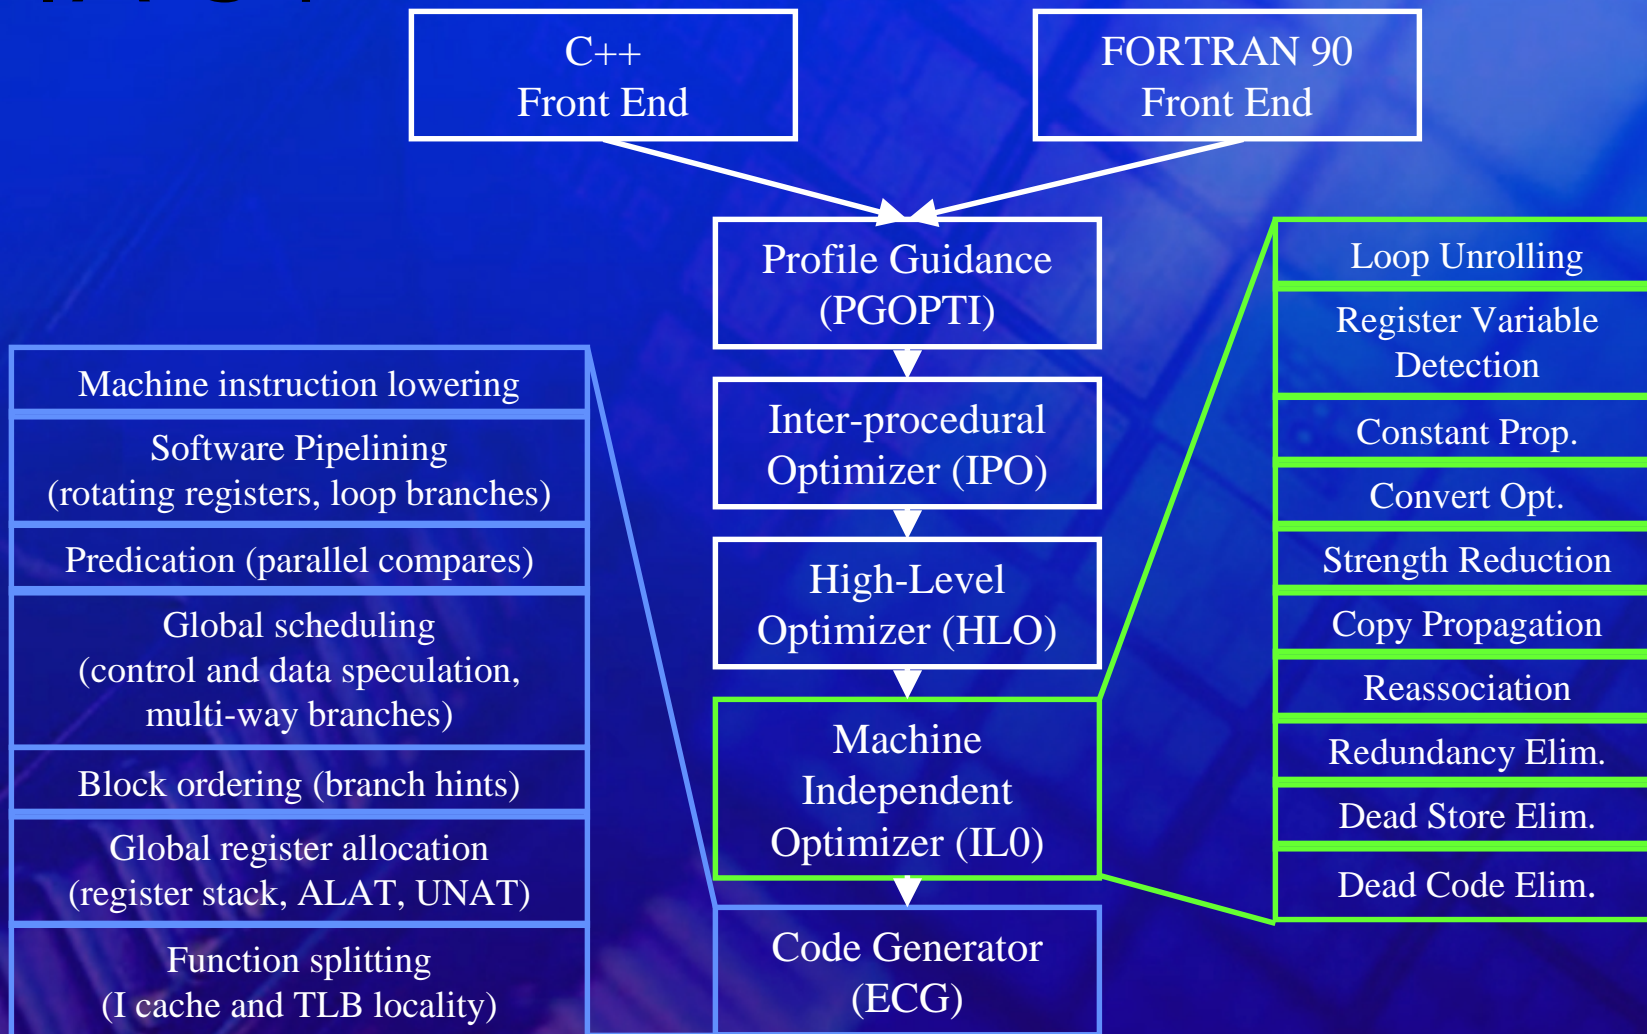 C++
Front End
FORTRAN 90
Front End
Profile Guidance
(PGOPTI)
Inter-procedural
Optimizer (IPO)
High-Level
Optimizer (HLO)
Machine
Independent
Optimizer (IL0)
Code Generator
(ECG)
Machine instruction lowering
Software Pipelining
(rotating registers, loop branches)
Predication (parallel compares)
Global scheduling
(control and data speculation,
multi-way branches)
Block ordering (branch hints)
Global register allocation
(register stack, ALAT, UNAT)
Function splitting
(I cache and TLB locality)
Loop Unrolling
Register Variable
Detection
Constant Prop.
Convert Opt.
Strength Reduction
Copy Propagation
Reassociation
Redundancy Elim.
Dead Store Elim.
Dead Code Elim.